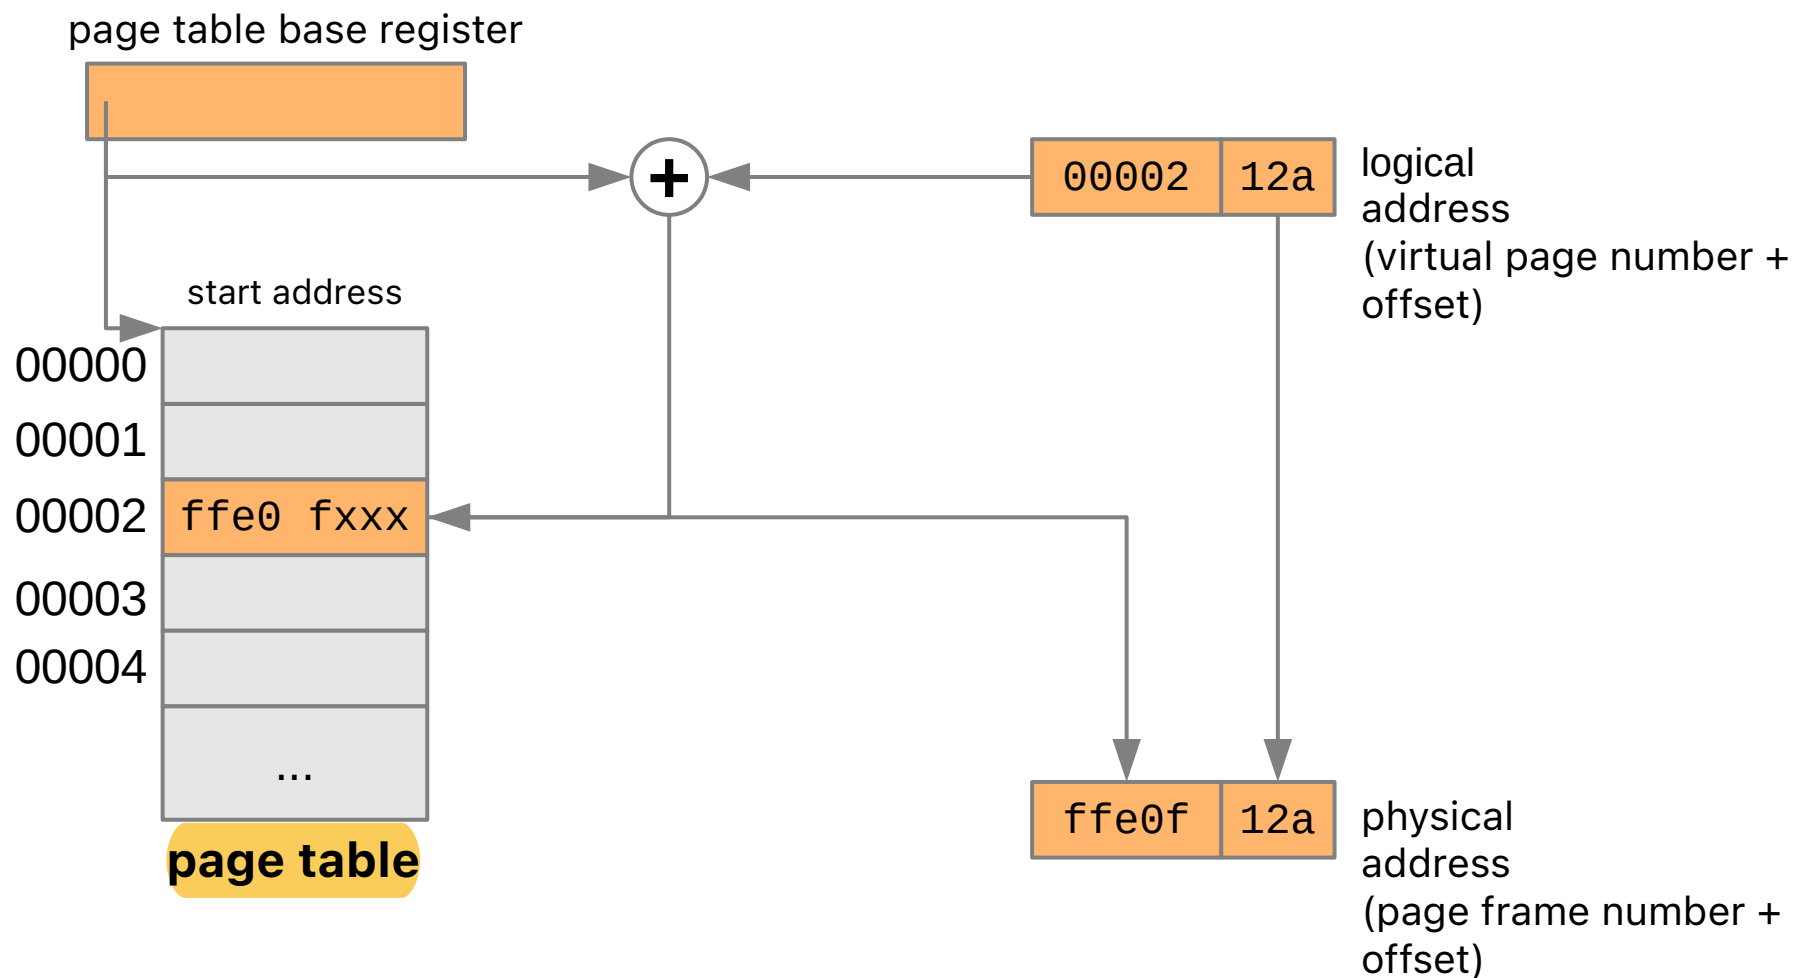 page table base register
+
00002 12a
logical
address
(virtual page number +
offset)
start address
00000
00001
00002 ffe0 fxxx
00003
00004
...
page table
ffe0f 12a
physical
address
(page frame number +
offset)